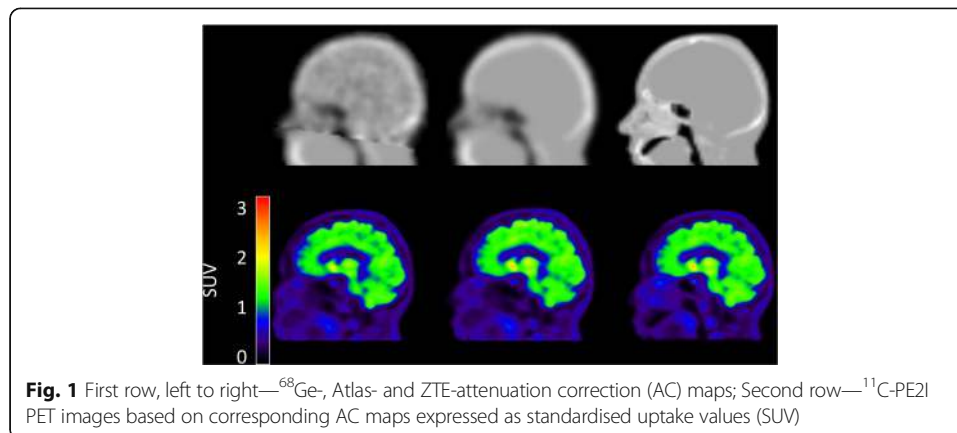 3
2
1
0
SUV
Fig. 1 First row, left to right—⁶⁸Ge-, Atlas- and ZTE-attenuation correction (AC) maps; Second row—¹¹C-PE2I
PET images based on corresponding AC maps expressed as standardised uptake values (SUV)